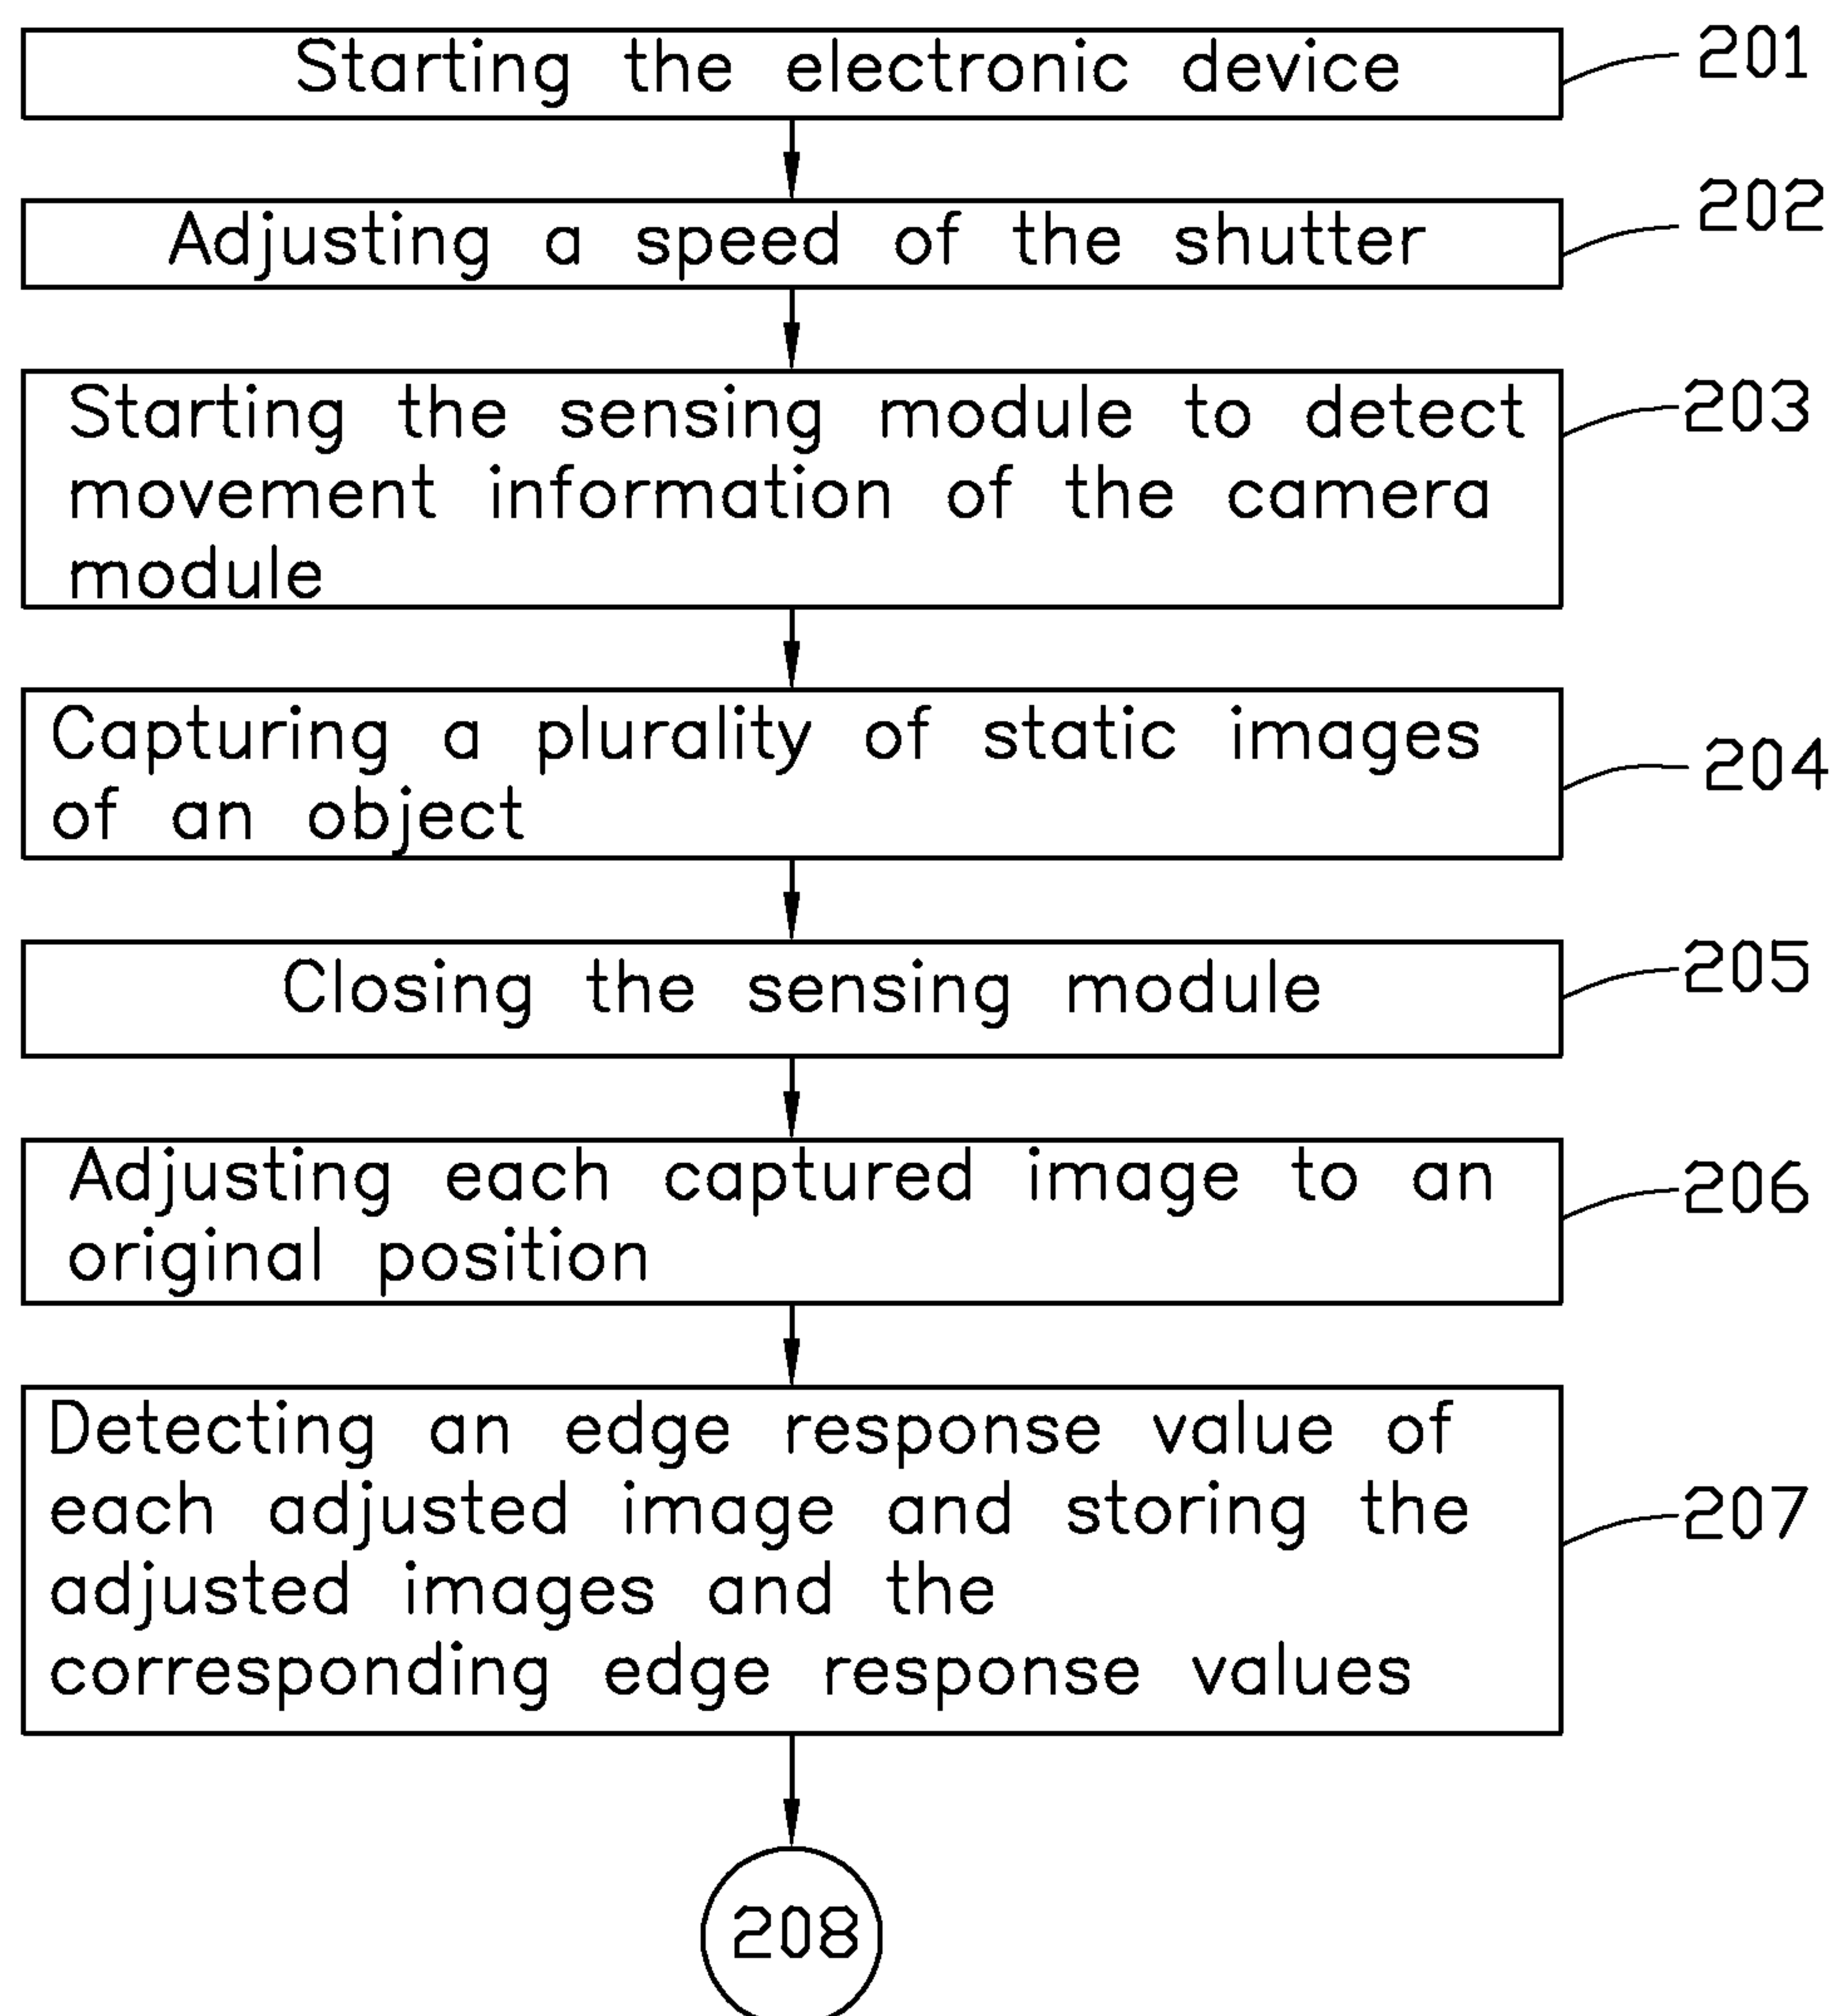 Starting the electronic device
201
Adjusting a speed of the shutter
202
Starting the sensing module to detect
movement information of the camera
module
203
Capturing a plurality of static images
of an object
204
Closing the sensing module
205
Adjusting each captured image to an
original position
206
Detecting an edge response value of
each adjusted image and storing the
adjusted images and the
corresponding edge response values
207
208